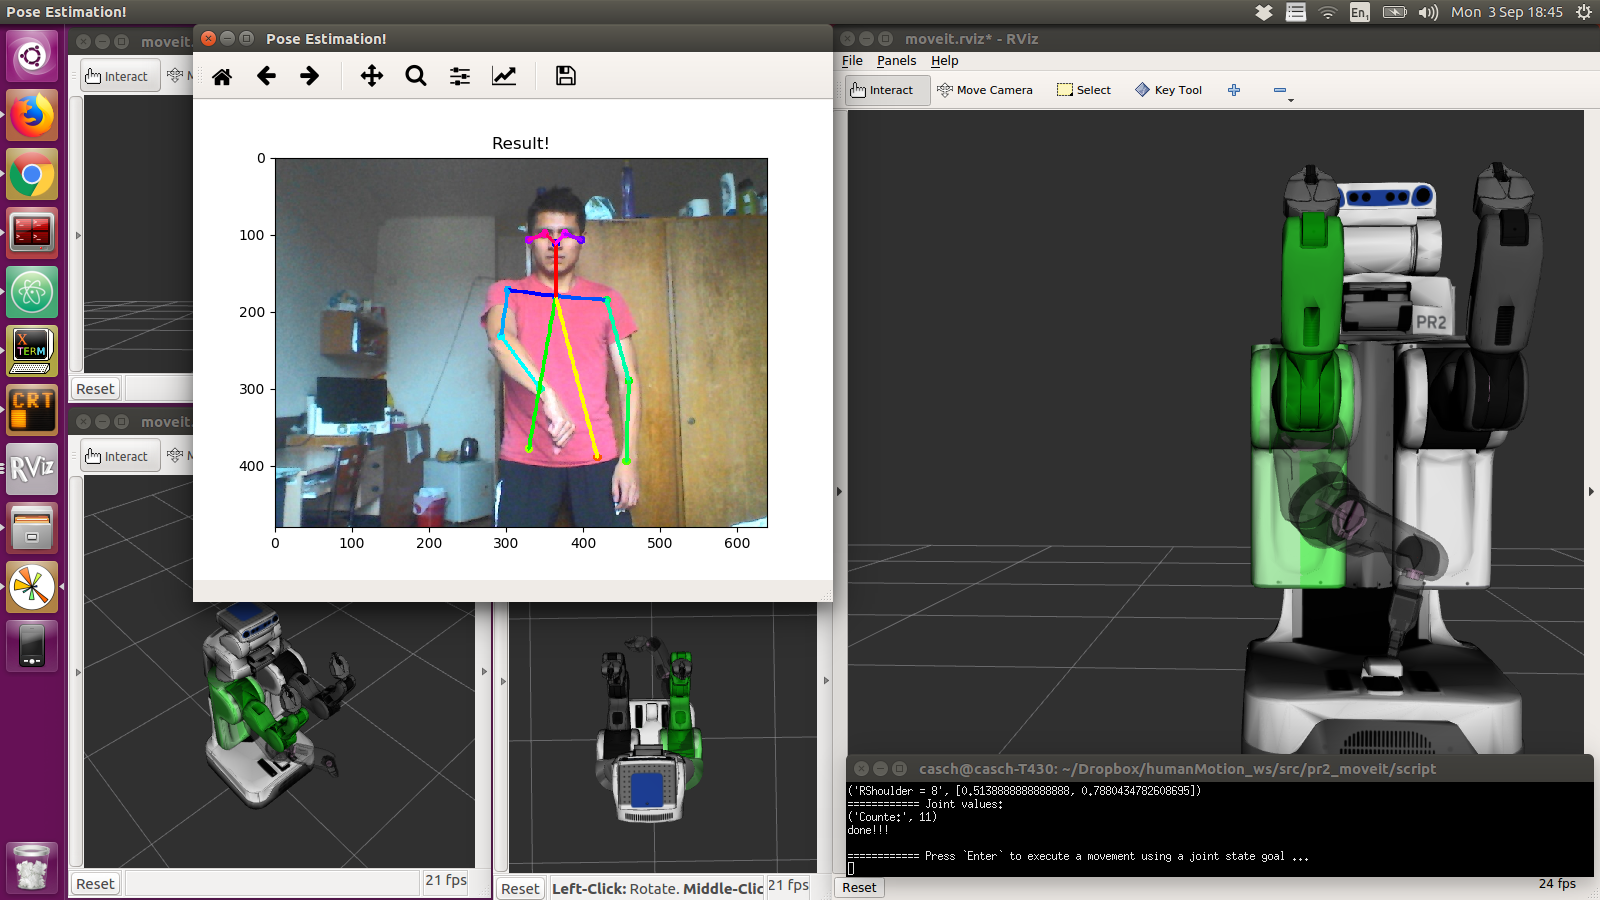 Pose Estimation!
En1
Mon 3 Sep 18:45
moveit.
Pose Estimation!
moveit.rviz* - RViz
Interact
M
File Panels Help
Interact
Move Camera
Select
Key Tool
Result!
0
100
200
300
400
0
100
200
300
400
500
600
PR2
X
TERM
CRT
RViz
Reset
moveit.
Interact
M
Reset
21 fps
Reset
Left-Click: Rotate. Middle-Clic
21 fps
casch@casch-T430: ~/Dropbox/humanMotion_ws/src/pr2_moveit/script
('RShoulder = 8', [0.5138888888888888, 0.7880434782608695])
============ Joint values:
('Counte:', 11)
done!!!
============ Press `Enter` to execute a movement using a joint state goal ...
Reset
24 fps